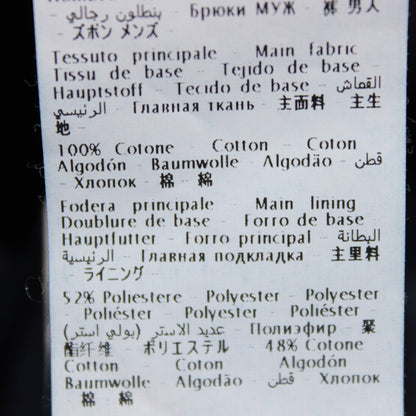 بنطلون رجالي - Брюки МУЖ - 裤 男人
- ズボン メンズ -
Tessuto principale - Main fabric
Tissu de base - Tejido de base -
Hauptstoff - Tecido de base - القماش
الرئيسي - Главная ткань - 主面料 - 主生
地 -
100% Cotone - Cotton - Coton
Algodón - Baumwolle - Algodão - قطن
- Хлопок - 棉 - 綿
Fodera principale - Main lining
Doublure de base - Forro de base
Hauptfutter - Forro principal - البطانة
الرئيسية - Главная подкладка - 主里料
- ライニング -
52% Poliestere - Polyester - Polyester
- Poliéster - Polyester - Poliéster
عديد الاستر (بولي استر) - Полиэфир - 聚
酯纤维 - ポリエステル - 48% Cotone
Cotton - Coton - Algodón
Baumwolle - Algodão - قطن - Хлопок
- 棉 - 綿